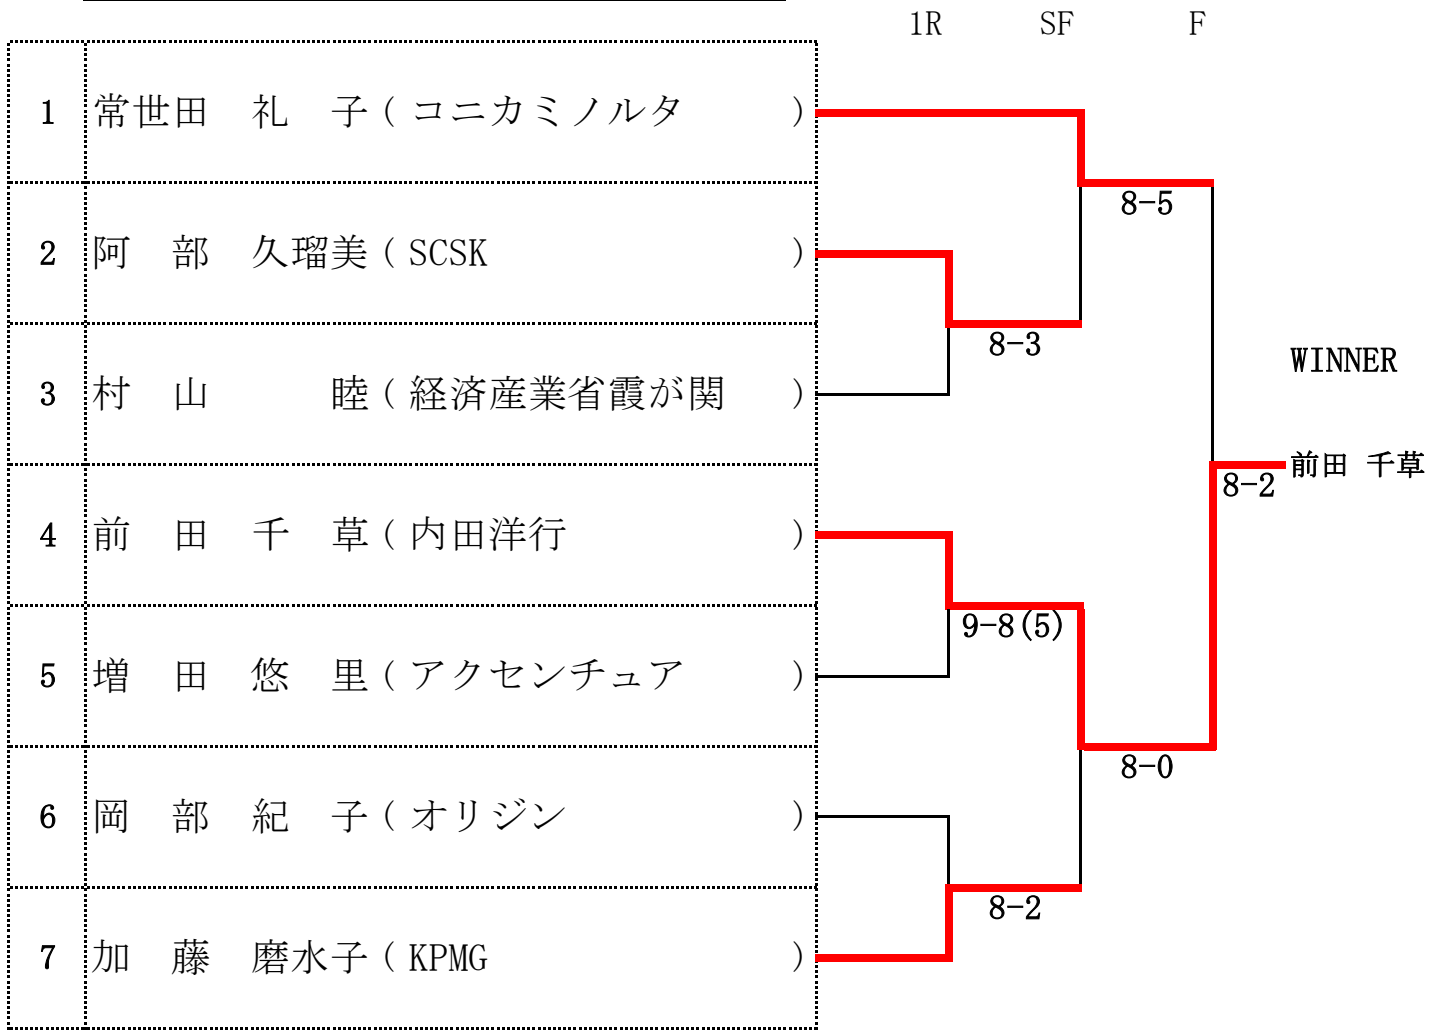 1R SF F
1 常世田 礼 子( コニカミノルタ )
8-5
2 阿 部 久瑠美( SCSK )
8-3
WINNER
3 村 山 睦( 経済産業省霞が関 )
前田 千草
8-2
4 前 田 千 草( 内田洋行 )
9-8(5)
5 増 田 悠 里( アクセンチュア )
8-0
6 岡 部 紀 子( オリジン )
8-2
7 加 藤 磨水子( KPMG )